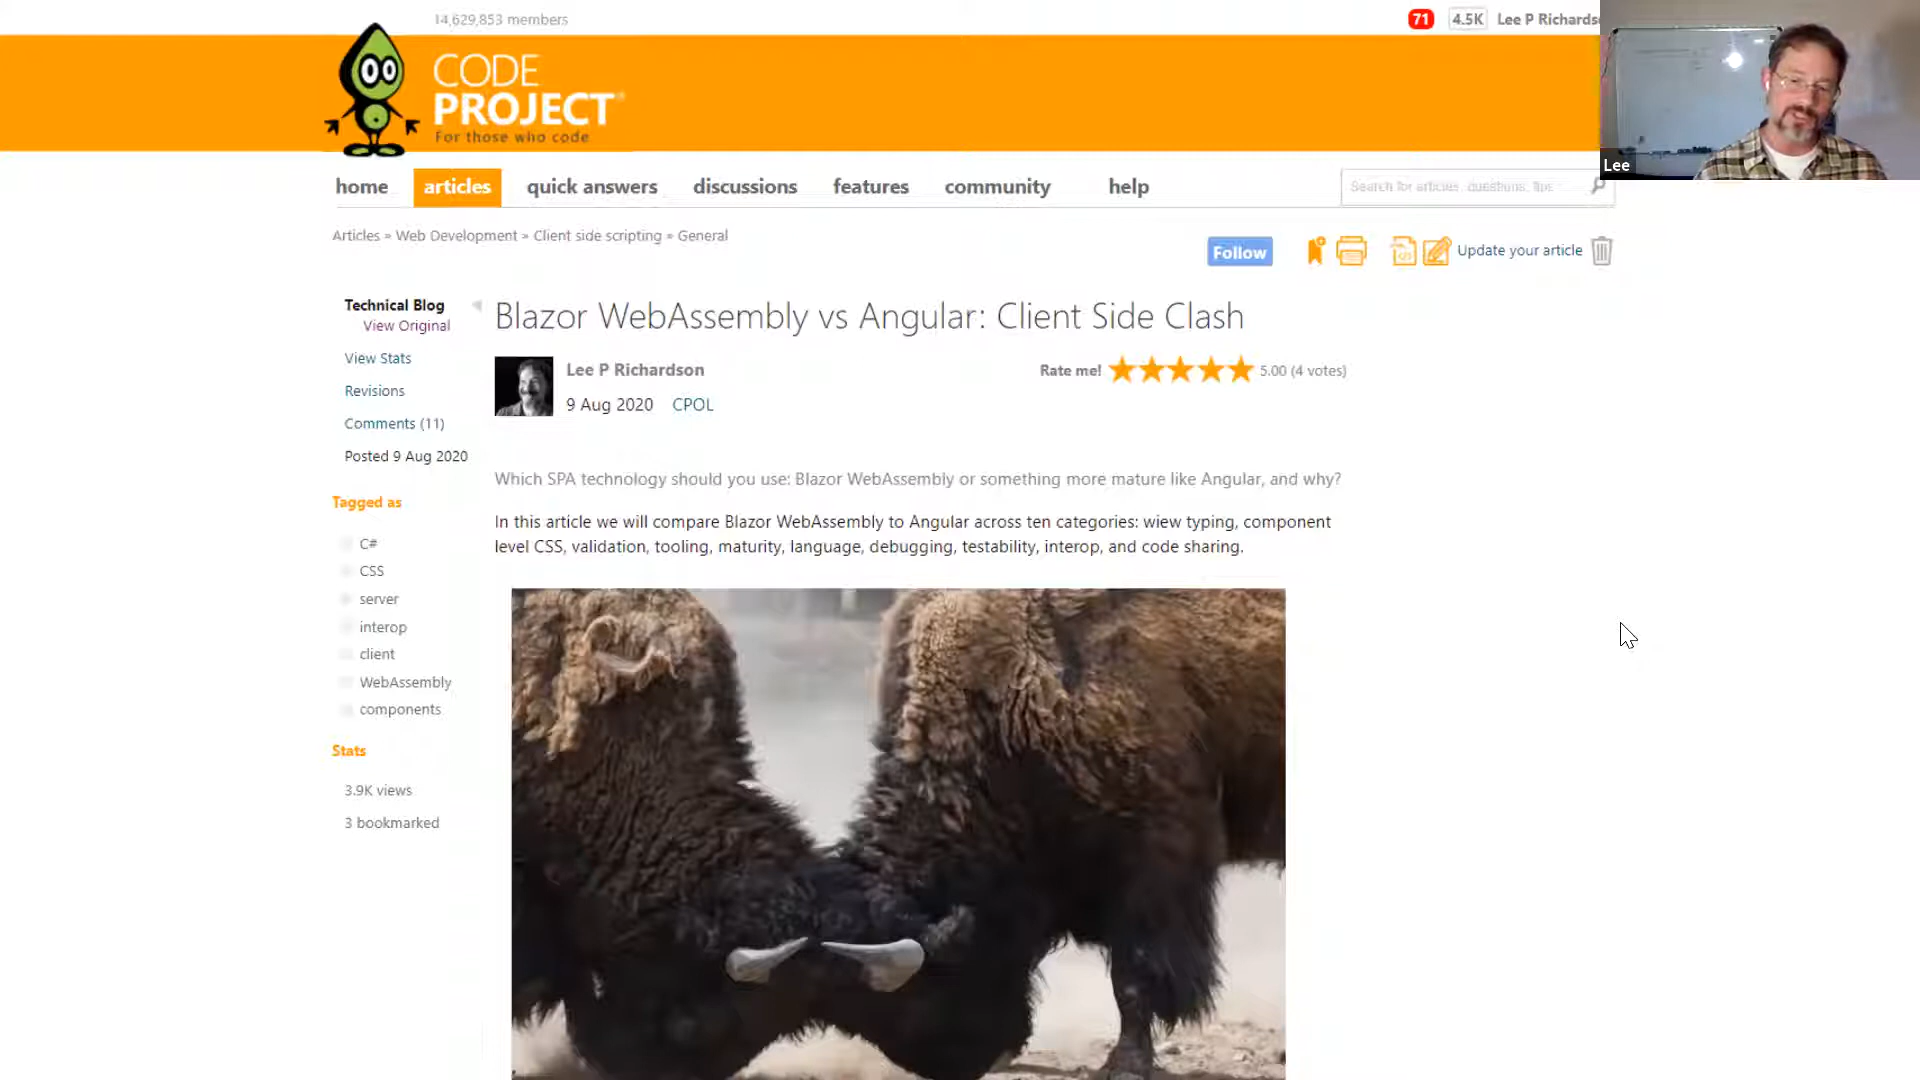 14,629,853 members
71
4.5K
Lee P Richards
CODE
PROJECT
For those who code
Lee
home
articles
quick answers
discussions
features
community
help
Search for articles, questions, tips
Articles » Web Development » Client side scripting » General
Follow
Update your article
Technical Blog
View Original
View Stats
Revisions
Comments (11)
Posted 9 Aug 2020
Tagged as
C#
CSS
server
interop
client
WebAssembly
components
Stats
3.9K views
3 bookmarked
Blazor WebAssembly vs Angular: Client Side Clash
Lee P Richardson
9 Aug 2020 CPOL
Rate me! 5.00 (4 votes)
Which SPA technology should you use: Blazor WebAssembly or something more mature like Angular, and why?
In this article we will compare Blazor WebAssembly to Angular across ten categories: wiew typing, component
level CSS, validation, tooling, maturity, language, debugging, testability, interop, and code sharing.